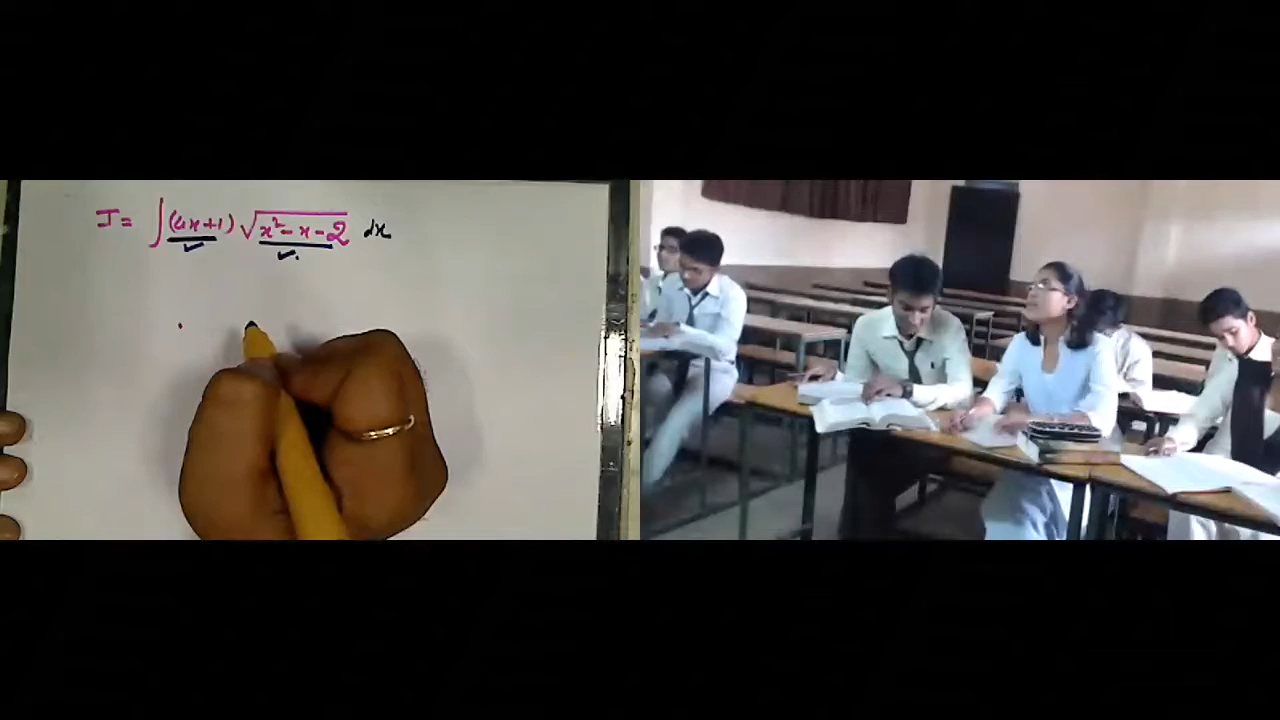 I = ∫(4x+1) √(x²-x-2) dx